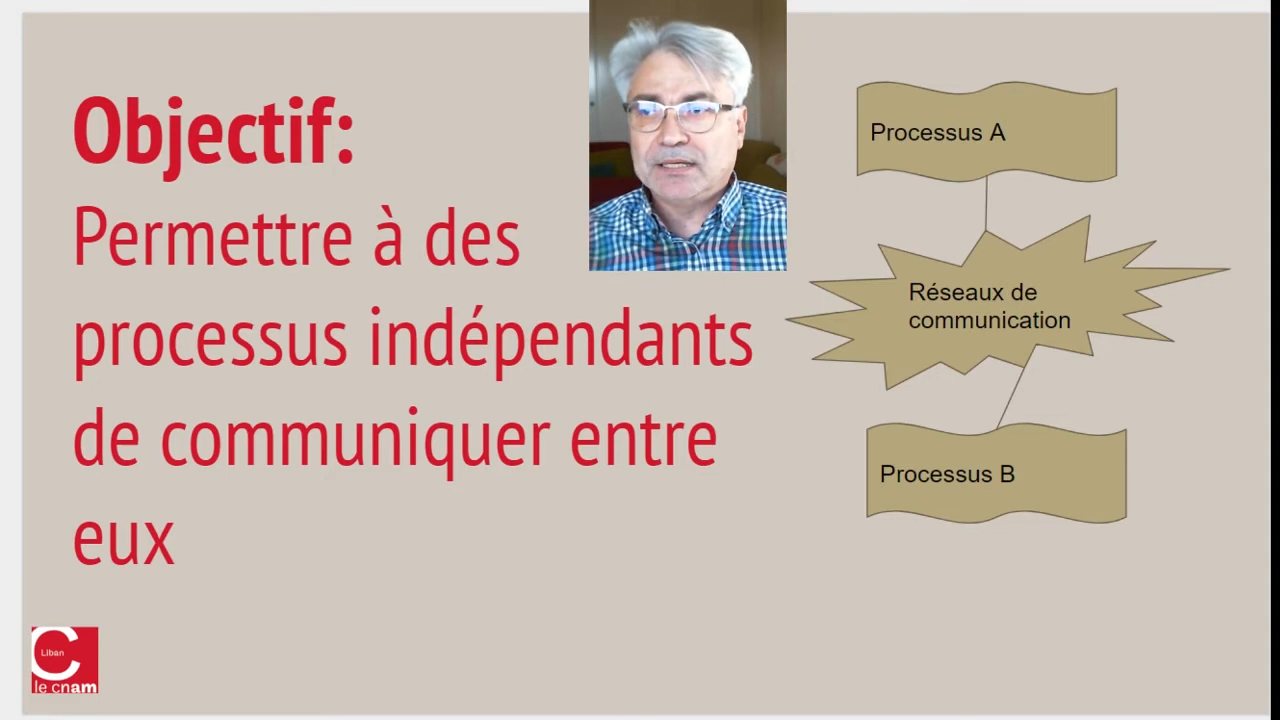 Objectif:
Permettre à des
processus indépendants
de communiquer entre
eux
Processus A
Réseaux de
communication
Processus B
Liban
le cnam